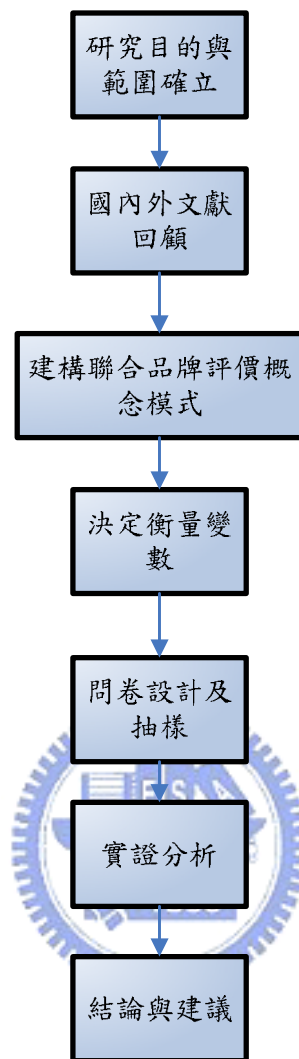 研究目的與
範圍確立
國內外文獻
回顧
建構聯合品牌評價概
念模式
決定衡量變
數
問卷設計及
抽樣
實證分析
結論與建議